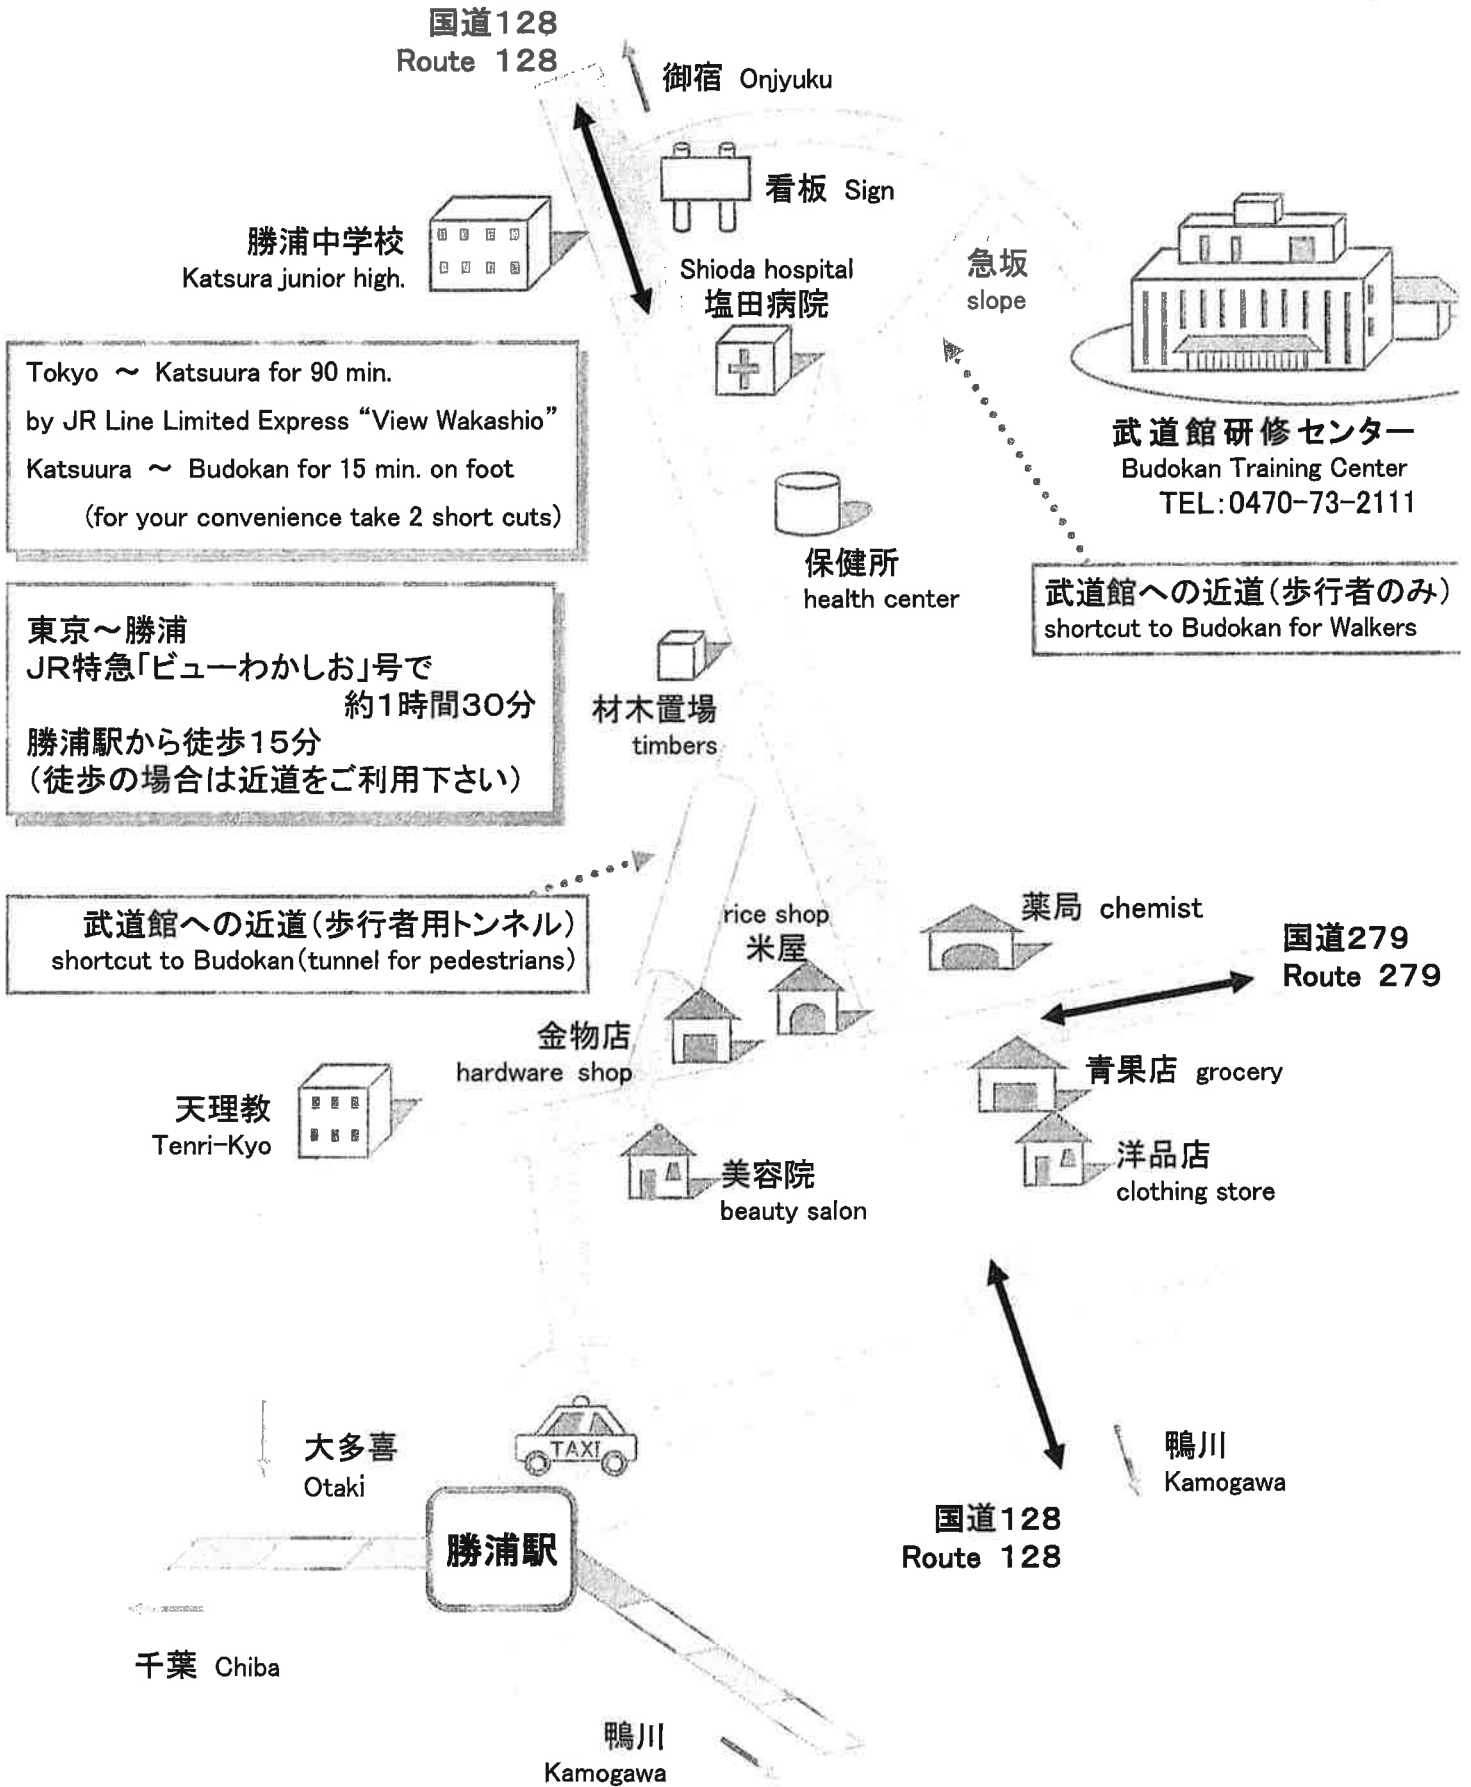 国道128
Route 128
御宿 Onjyuku
看板 Sign
勝浦中学校
Katsura junior high.
Shioda hospital
塩田病院
急坂
slope
Tokyo ～ Katsuura for 90 min.
by JR Line Limited Express “View Wakashio”
Katsuura ～ Budokan for 15 min. on foot
(for your convenience take 2 short cuts)
武道館研修センター
Budokan Training Center
TEL:0470-73-2111
保健所
health center
武道館への近道(歩行者のみ)
shortcut to Budokan for Walkers
東京～勝浦
JR特急「ビューわかしお」号で
約1時間30分
勝浦駅から徒歩15分
(徒歩の場合は近道をご利用下さい)
材木置場
timbers
武道館への近道(歩行者用トンネル)
shortcut to Budokan(tunnel for pedestrians)
rice shop
米屋
薬局 chemist
国道279
Route 279
金物店
hardware shop
青果店 grocery
天理教
Tenri-Kyo
美容院
beauty salon
洋品店
clothing store
大多喜
Otaki
TAXI
鴨川
Kamogawa
国道128
Route 128
勝浦駅
千葉 Chiba
鴨川
Kamogawa